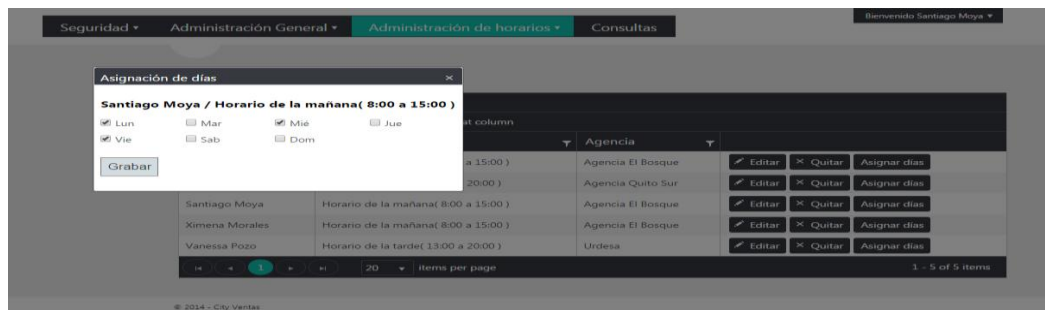 Seguridad Administración General Administración de horarios Consultas
Bienvenido Santiago Moya
Asignación de días ×
Santiago Moya / Horario de la mañana( 8:00 a 15:00 )
Lun Mar Mié Jue
Vie Sab Dom
Grabar
at column
Agencia
a 15:00 ) Agencia El Bosque Editar × Quitar Asignar días
20:00 ) Agencia Quito Sur Editar × Quitar Asignar días
Santiago Moya Horario de la mañana( 8:00 a 15:00 ) Agencia El Bosque Editar × Quitar Asignar días
Ximena Morales Horario de la mañana( 8:00 a 15:00 ) Agencia El Bosque Editar × Quitar Asignar días
Vanessa Pozo Horario de la tarde( 13:00 a 20:00 ) Urdesa Editar × Quitar Asignar días
1 20 items per page 1 - 5 of 5 items
© 2014 - City Ventas